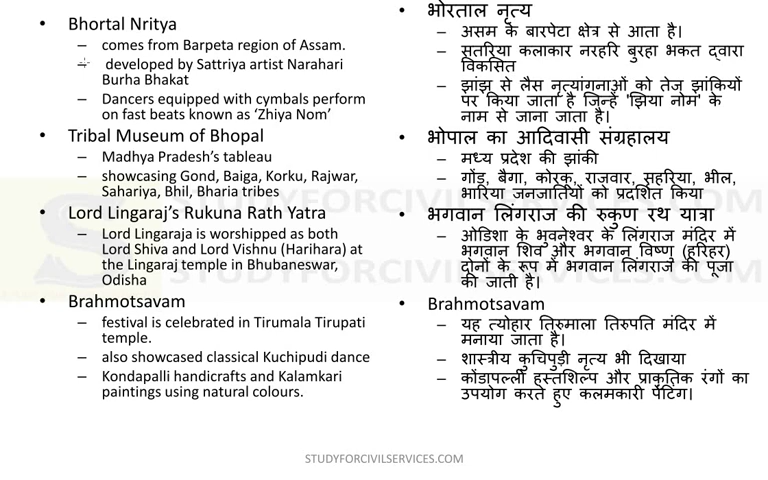 • Bhortal Nritya
– comes from Barpeta region of Assam.
– developed by Sattriya artist Narahari
Burha Bhakat
– Dancers equipped with cymbals perform
on fast beats known as ‘Zhiya Nom’
• Tribal Museum of Bhopal
– Madhya Pradesh’s tableau
– showcasing Gond, Baiga, Korku, Rajwar,
Sahariya, Bhil, Bharia tribes
• Lord Lingaraj’s Rukuna Rath Yatra
– Lord Lingaraja is worshipped as both
Lord Shiva and Lord Vishnu (Harihara) at
the Lingaraj temple in Bhubaneswar,
Odisha
• Brahmotsavam
– festival is celebrated in Tirumala Tirupati
temple.
– also showcased classical Kuchipudi dance
– Kondapalli handicrafts and Kalamkari
paintings using natural colours.
• भोरताल नृत्य
– असम के बारपेटा क्षेत्र से आता है।
– सतरिया कलाकार नरहरि बुरहा भकत द्वारा
विकसित
– झांझ से लैस नृत्यांगनाओं को तेज झांकियों
पर किया जाता है जिन्हें 'झिया नोम' के
नाम से जाना जाता है।
• भोपाल का आदिवासी संग्रहालय
– मध्य प्रदेश की झांकी
– गोंड, बैगा, कोरकू, राजवार, सहरिया, भील,
भारिया जनजातियों को प्रदर्शित किया
• भगवान लिंगराज की रुकुण रथ यात्रा
– ओडिशा के भुवनेश्वर के लिंगराज मंदिर में
भगवान शिव और भगवान विष्णु (हरिहर)
दोनों के रूप में भगवान लिंगराज की पूजा
की जाती है।
• Brahmotsavam
– यह त्योहार तिरुमाला तिरुपति मंदिर में
मनाया जाता है।
– शास्त्रीय कुचिपुड़ी नृत्य भी दिखाया
– कोंडापल्ली हस्तशिल्प और प्राकृतिक रंगों का
उपयोग करते हुए कलमकारी पेंटिंग।
STUDYFORCIVILSERVICES.COM